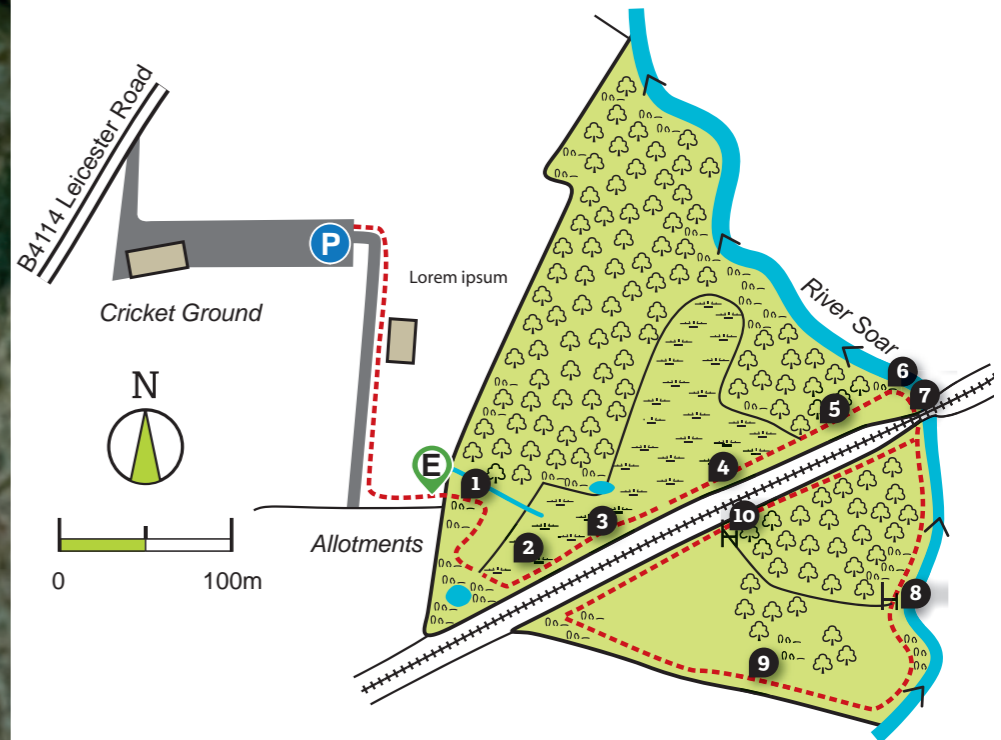 B4114 Leicester Road
P
Lorem ipsum
Cricket Ground
River Soar
N
E
Allotments
0 100m
1
2
3
4
5
6
7
8
9
10